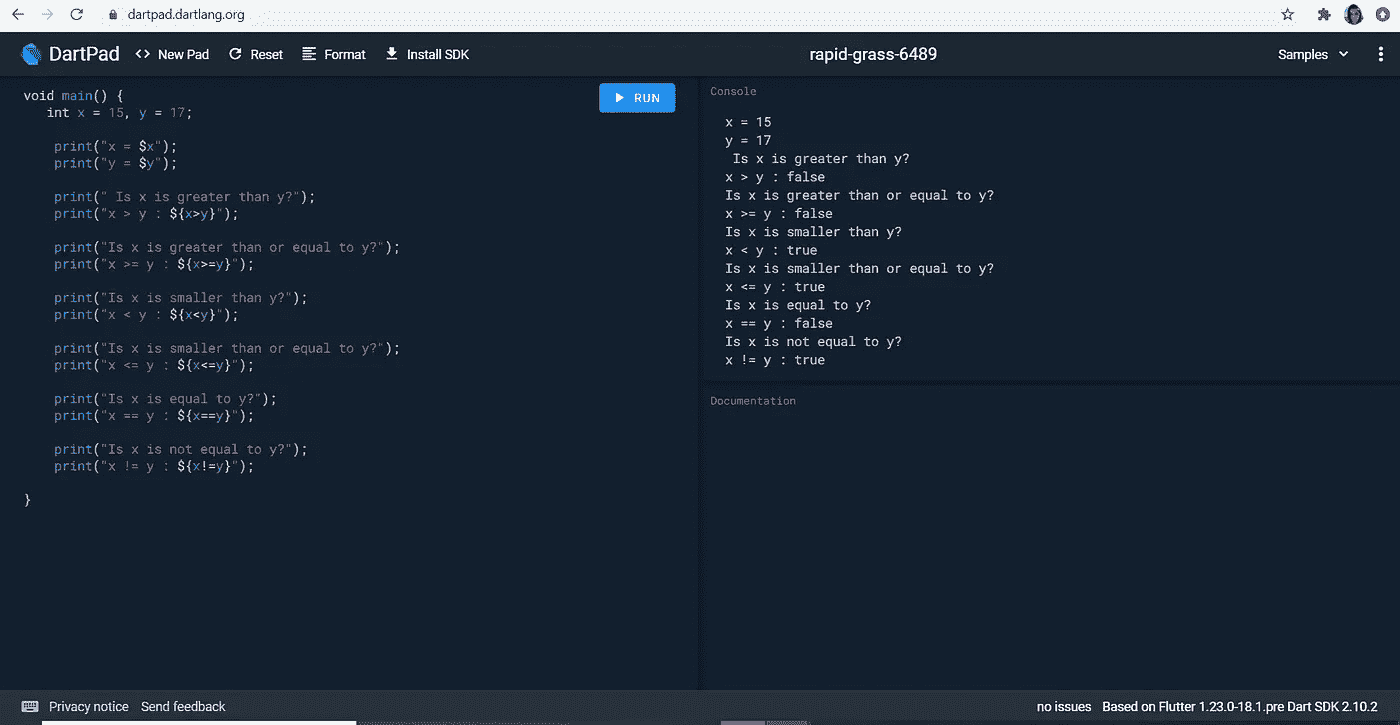 dartpad.dartlang.org
DartPad <> New Pad Reset Format Install SDK rapid-grass-6489 Samples
void main() {
   int x = 15, y = 17;
    print("x = $x");
    print("y = $y");
    print(" Is x is greater than y?");
    print("x > y : ${x>y}");
    print("Is x is greater than or equal to y?");
    print("x >= y : ${x>=y}");
    print("Is x is smaller than y?");
    print("x < y : ${x<y}");
    print("Is x is smaller than or equal to y?");
    print("x <= y : ${x<=y}");
    print("Is x is equal to y?");
    print("x == y : ${x==y}");
    print("Is x is not equal to y?");
    print("x != y : ${x!=y}");
}
RUN
Console
x = 15
y = 17
 Is x is greater than y?
x > y : false
Is x is greater than or equal to y?
x >= y : false
Is x is smaller than y?
x < y : true
Is x is smaller than or equal to y?
x <= y : true
Is x is equal to y?
x == y : false
Is x is not equal to y?
x != y : true
Documentation
Privacy notice Send feedback no issues Based on Flutter 1.23.0-18.1.pre Dart SDK 2.10.2